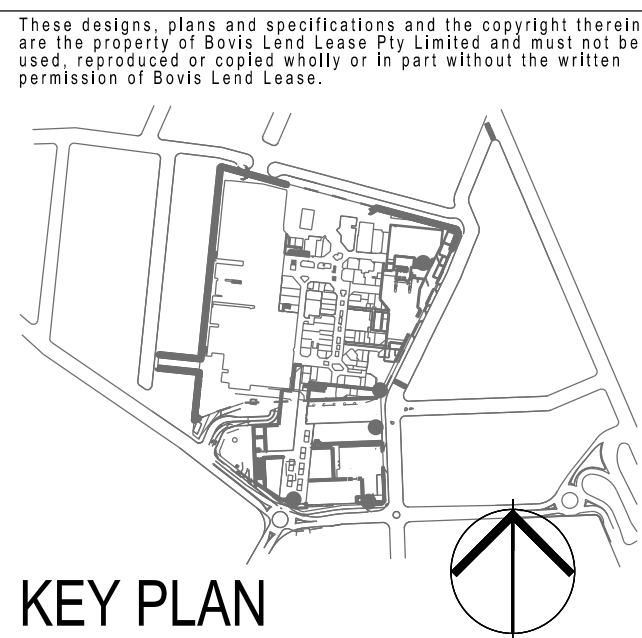 These designs, plans and specifications and the copyright therein
are the property of Bovis Lend Lease Pty Limited and must not be
used, reproduced or copied wholly or in part without the written
permission of Bovis Lend Lease.
KEY PLAN